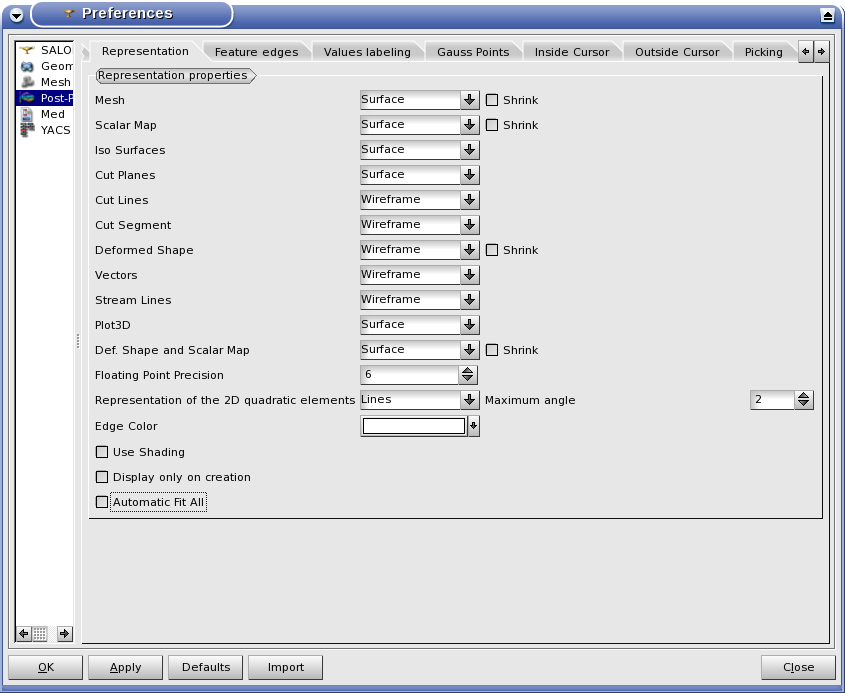 Preferences
SALO
Geom
Mesh
Post-P
Med
YACS
Representation Feature edges Values labeling Gauss Points Inside Cursor Outside Cursor Picking
Representation properties
Mesh Surface Shrink
Scalar Map Surface Shrink
Iso Surfaces Surface
Cut Planes Surface
Cut Lines Wireframe
Cut Segment Wireframe
Deformed Shape Wireframe Shrink
Vectors Wireframe
Stream Lines Wireframe
Plot3D Surface
Def. Shape and Scalar Map Surface Shrink
Floating Point Precision 6
Representation of the 2D quadratic elements Lines Maximum angle 2
Edge Color
Use Shading
Display only on creation
Automatic Fit All
OK Apply Defaults Import Close